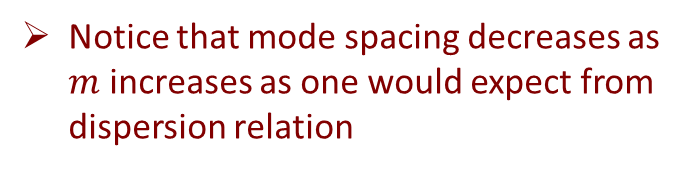 ➢ Notice that mode spacing decreases as
𝑚 increases as one would expect from
dispersion relation